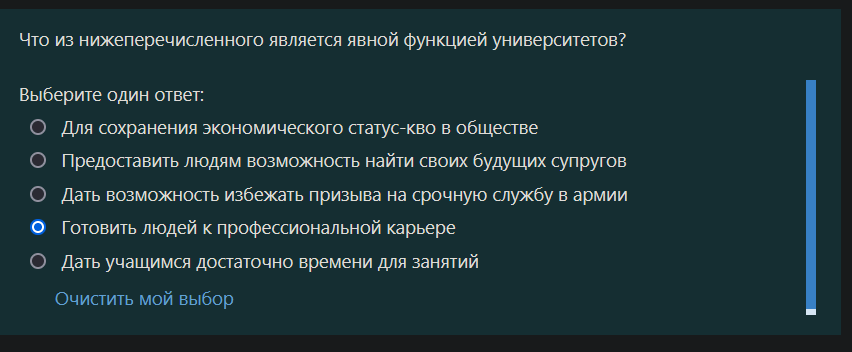 Что из нижеперечисленного является явной функцией университетов?
Выберите один ответ:
Для сохранения экономического статус-кво в обществе
Предоставить людям возможность найти своих будущих супругов
Дать возможность избежать призыва на срочную службу в армии
Готовить людей к профессиональной карьере
Дать учащимся достаточно времени для занятий
Очистить мой выбор